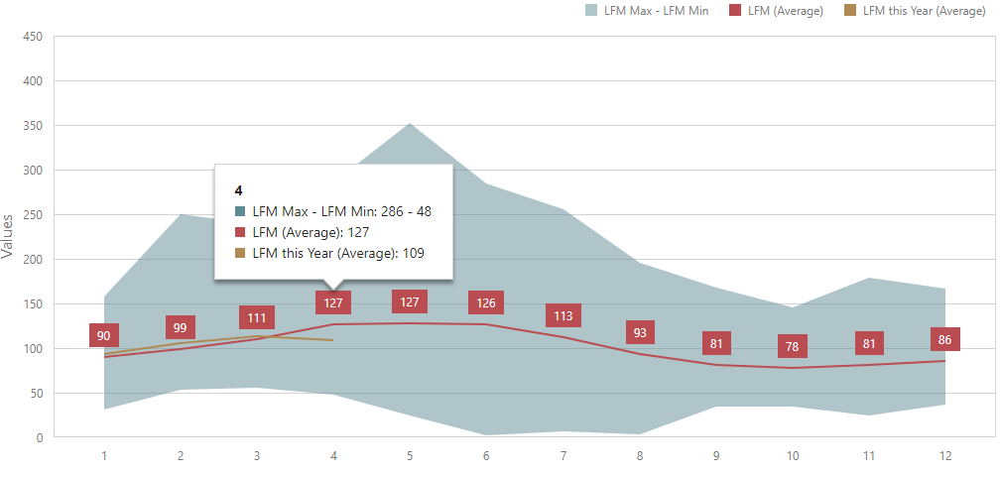 LFM Max - LFM Min LFM (Average) LFM this Year (Average)
450
400
350
300
250
200
150
100
50
0
Values
4
LFM Max - LFM Min: 286 - 48
LFM (Average): 127
LFM this Year (Average): 109
90 99 111 127 127 126 113 93 81 78 81 86
1 2 3 4 5 6 7 8 9 10 11 12